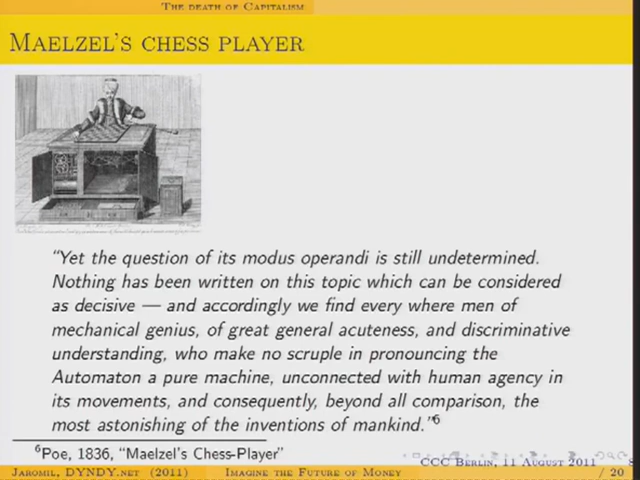 The death of Capitalism
Maelzel's chess player
"Yet the question of its modus operandi is still undetermined.
Nothing has been written on this topic which can be considered
as decisive — and accordingly we find every where men of
mechanical genius, of great general acuteness, and discriminative
understanding, who make no scruple in pronouncing the
Automaton a pure machine, unconnected with human agency in
its movements, and consequently, beyond all comparison, the
most astonishing of the inventions of mankind."6
6Poe, 1836, "Maelzel's Chess-Player"
CCC Berlin, 11 August 2011
Jaromil, DYNDY.net (2011) Imagine the Future of Money / 20